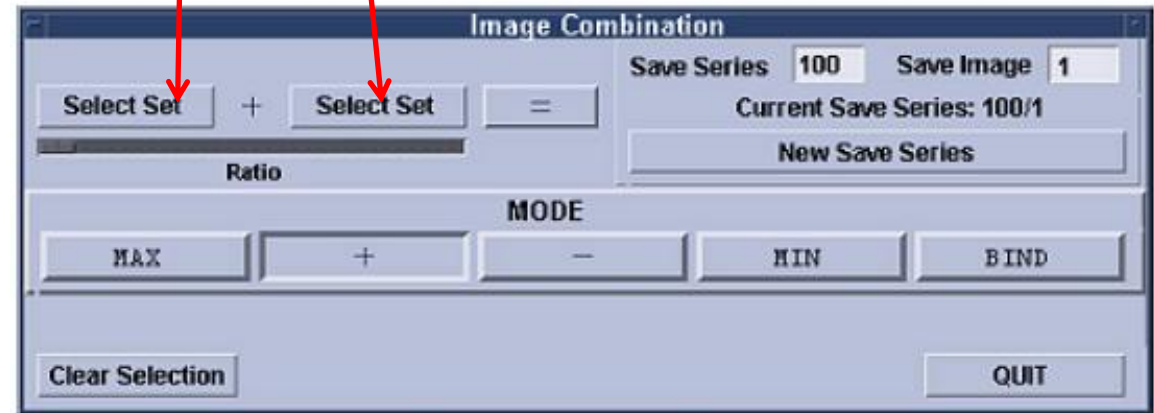 Image Combination
Save Series 100 Save Image 1
Select Set + Select Set =
Current Save Series: 100/1
New Save Series
Ratio
MODE
MAX + − MIN BIND
Clear Selection QUIT